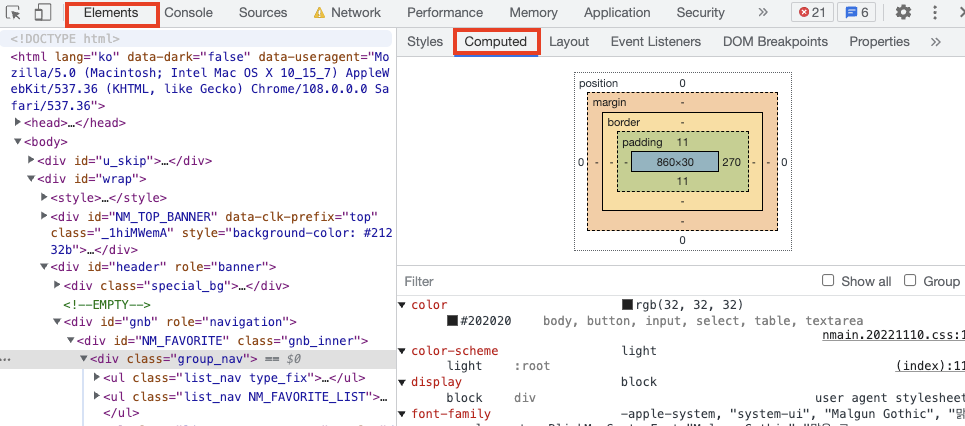 Elements Console Sources Network Performance Memory Application Security » 21 6
<!DOCTYPE html>
<html lang="ko" data-dark="false" data-useragent="Mo
zilla/5.0 (Macintosh; Intel Mac OS X 10_15_7) AppleW
ebKit/537.36 (KHTML, like Gecko) Chrome/108.0.0.0 Sa
fari/537.36">
<head>…</head>
<body>
<div id="u_skip">…</div>
<div id="wrap">
<style>…</style>
<div id="NM_TOP_BANNER" data-clk-prefix="top"
class="_1hiMWemA" style="background-color: #212
32b">…</div>
<div id="header" role="banner">
<div class="special_bg">…</div>
<!--EMPTY-->
<div id="gnb" role="navigation">
<div id="NM_FAVORITE" class="gnb_inner">
<div class="group_nav"> == $0
<ul class="list_nav type_fix">…</ul>
<ul class="list_nav NM_FAVORITE_LIST">…
</ul>
Styles Computed Layout Event Listeners DOM Breakpoints Properties »
position 0
margin -
border -
padding 11
0 - - - 860×30 270 - - 0
11
-
-
0
Filter Show all Group
color rgb(32, 32, 32)
#202020 body, button, input, select, table, textarea
nmain.20221110.css:1
color-scheme light
light :root (index):11
display block
block div user agent stylesheet
font-family -apple-system, "system-ui", "Malgun Gothic",